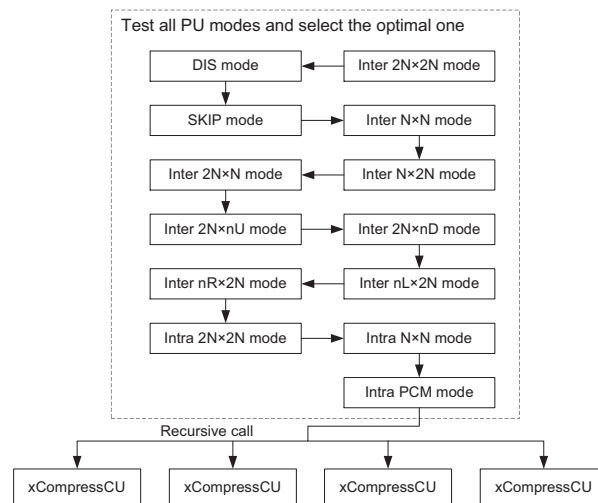 Test all PU modes and select the optimal one
DIS mode
Inter 2N×2N mode
SKIP mode
Inter N×N mode
Inter 2N×N mode
Inter N×2N mode
Inter 2N×nU mode
Inter 2N×nD mode
Inter nR×2N mode
Inter nL×2N mode
Intra 2N×2N mode
Intra N×N mode
Intra PCM mode
Recursive call
xCompressCU
xCompressCU
xCompressCU
xCompressCU